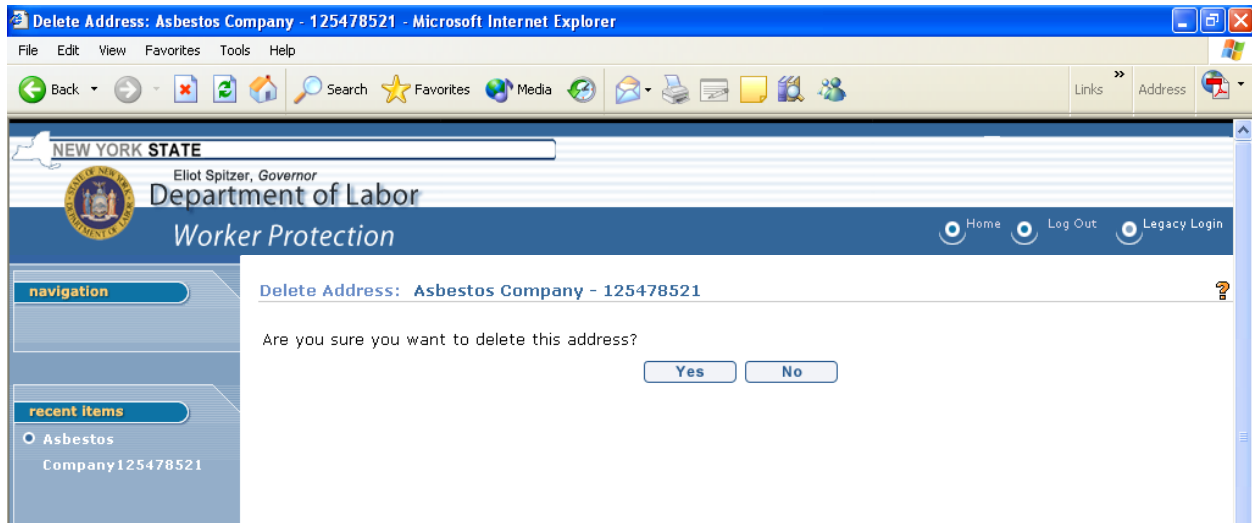 Delete Address: Asbestos Company - 125478521 - Microsoft Internet Explorer
File Edit View Favorites Tools Help
Back Search Favorites Media Links » Address
NEW YORK STATE
Eliot Spitzer, Governor
Department of Labor
Worker Protection
Home Log Out Legacy Login
navigation
Delete Address: Asbestos Company - 125478521
Are you sure you want to delete this address?
Yes No
recent items
Asbestos
Company125478521